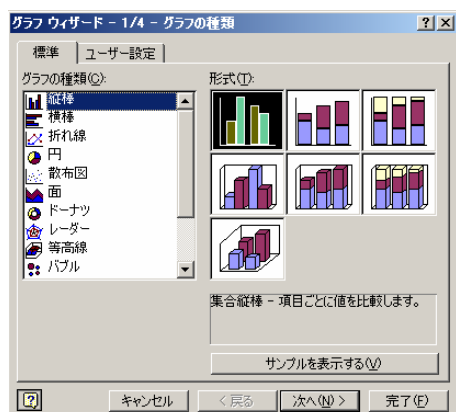 グラフ ウィザード - 1/4 - グラフの種類
標準
ユーザー設定
グラフの種類(C):
形式(T):
縦棒
横棒
折れ線
円
散布図
面
ドーナツ
レーダー
等高線
バブル
集合縦棒 - 項目ごとに値を比較します。
サンプルを表示する(V)
キャンセル
< 戻る
次へ(N) >
完了(F)